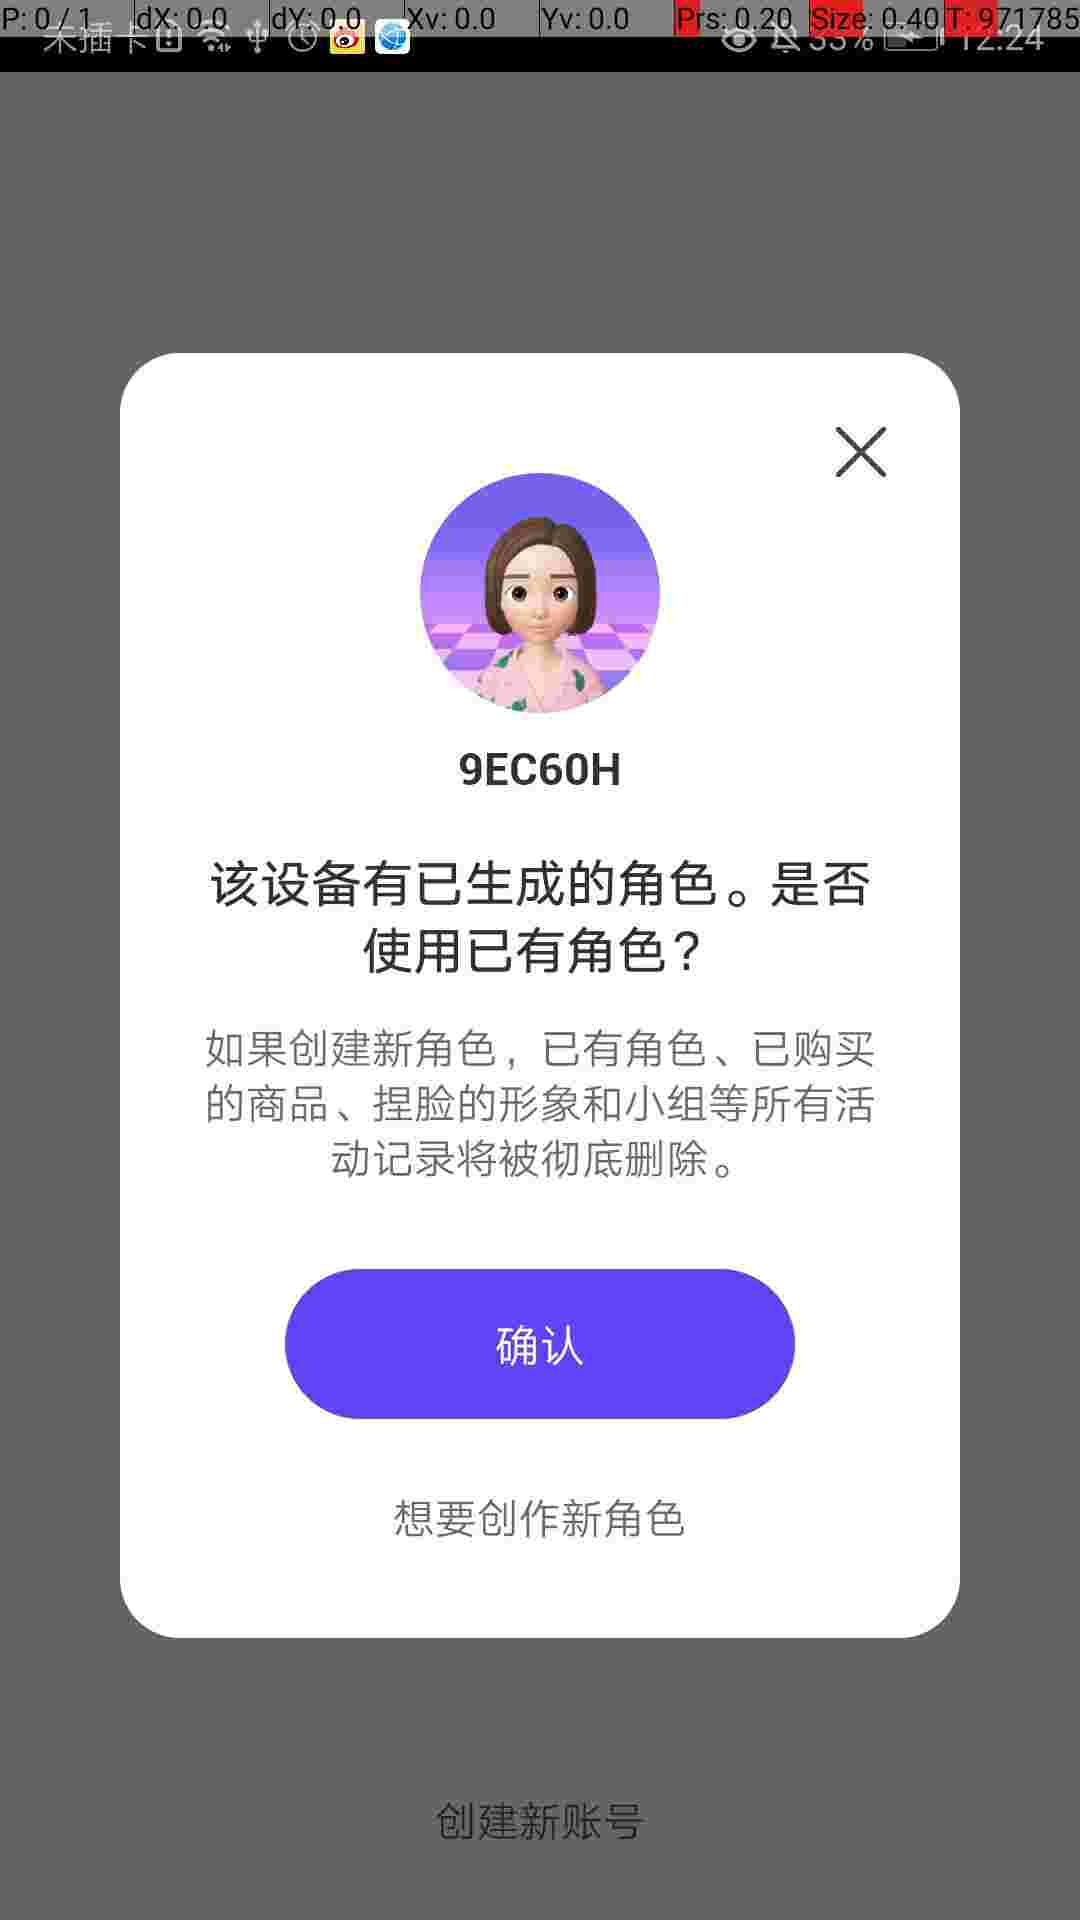 P: 0 / 1 dX: 0.0 dY: 0.0 Xv: 0.0 Yv: 0.0 Prs: 0.20 Size: 0.40 T: 971785
未插卡 33% 12:24
9EC60H
该设备有已生成的角色。是否
使用已有角色？
如果创建新角色，已有角色、已购买
的商品、捏脸的形象和小组等所有活
动记录将被彻底删除。
确认
想要创作新角色
创建新账号